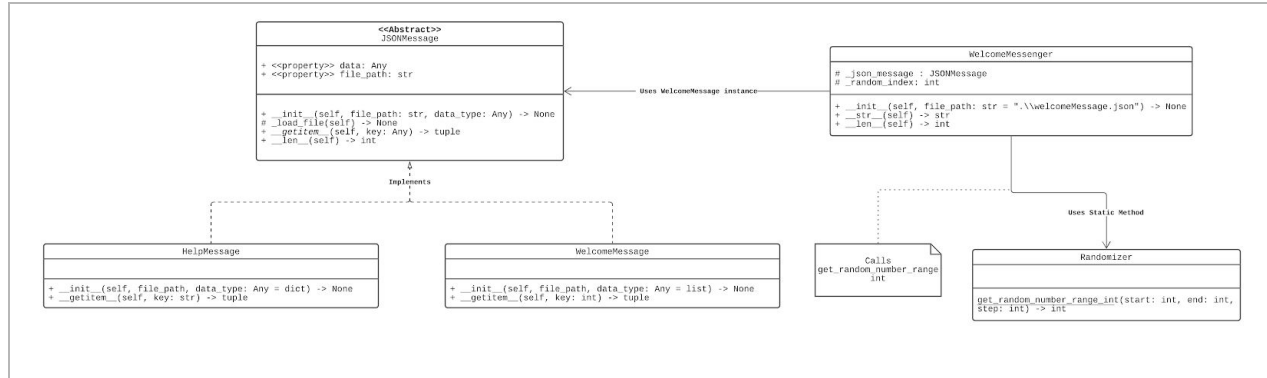 <<Abstract>>
JSONMessage
+ <<property>> data: Any
+ <<property>> file_path: str
+ __init__(self, file_path: str, data_type: Any) -> None
# _load_file(self) -> None
+ __getitem__(self, key: Any) -> tuple
+ __len__(self) -> int
Uses WelcomeMessage instance
WelcomeMessenger
# _json_message : JSONMessage
# _random_index: int
+ __init__(self, file_path: str = ".\\welcomeMessage.json") -> None
+ __str__(self) -> str
+ __len__(self) -> int
Implements
Uses Static Method
HelpMessage
+ __init__(self, file_path, data_type: Any = dict) -> None
+ __getitem__(self, key: str) -> tuple
WelcomeMessage
+ __init__(self, file_path, data_type: Any = list) -> None
+ __getitem__(self, key: int) -> tuple
Calls
get_random_number_range
int
Randomizer
get_random_number_range_int(start: int, end: int,
step: int) -> int